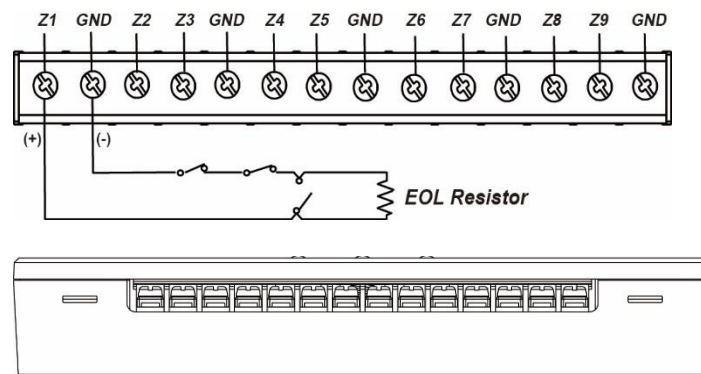 Z1 GND Z2 Z3 GND Z4 Z5 GND Z6 Z7 GND Z8 Z9 GND
(+) (-)
EOL Resistor